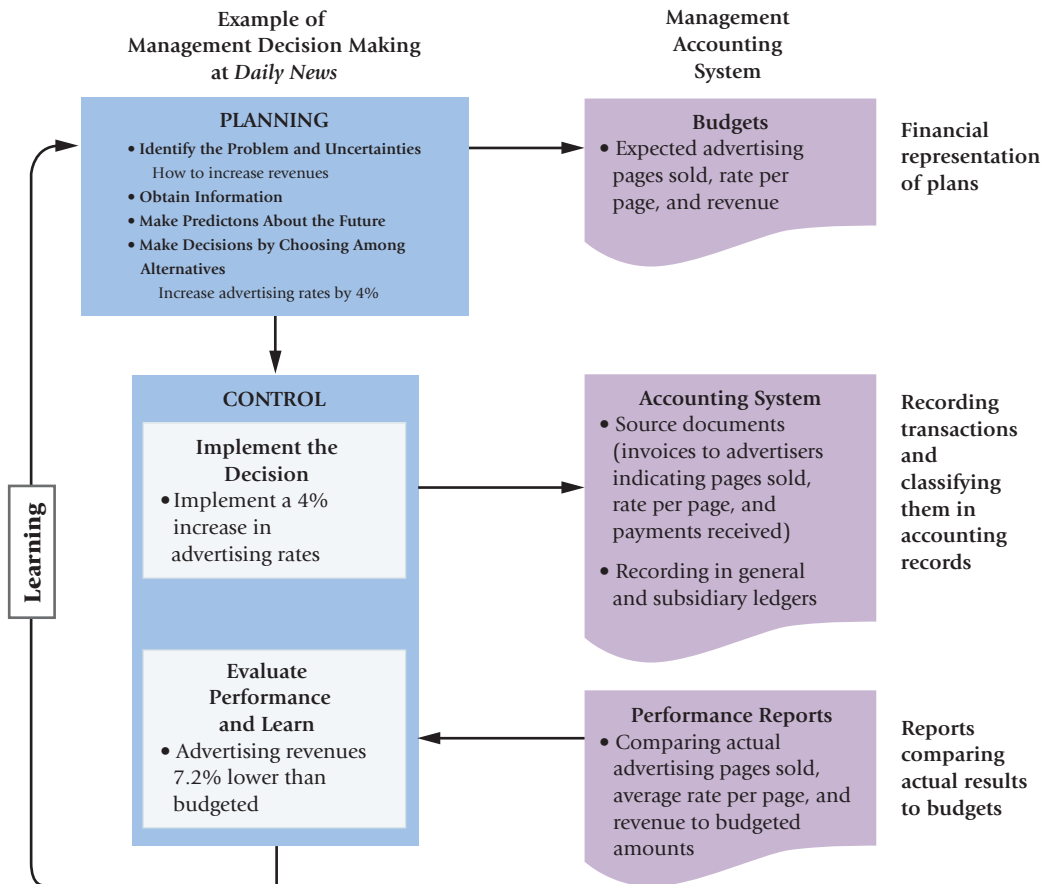 Example of
Management Decision Making
at Daily News
Management
Accounting
System
PLANNING
• Identify the Problem and Uncertainties
How to increase revenues
• Obtain Information
• Make Predictons About the Future
• Make Decisions by Choosing Among
Alternatives
Increase advertising rates by 4%
Budgets
• Expected advertising
pages sold, rate per
page, and revenue
Financial
representation
of plans
CONTROL
Implement the
Decision
• Implement a 4%
increase in
advertising rates
Accounting System
• Source documents
(invoices to advertisers
indicating pages sold,
rate per page, and
payments received)
• Recording in general
and subsidiary ledgers
Recording
transactions
and
classifying
them in
accounting
records
Learning
Evaluate
Performance
and Learn
• Advertising revenues
7.2% lower than
budgeted
Performance Reports
• Comparing actual
advertising pages sold,
average rate per page, and
revenue to budgeted
amounts
Reports
comparing
actual results
to budgets